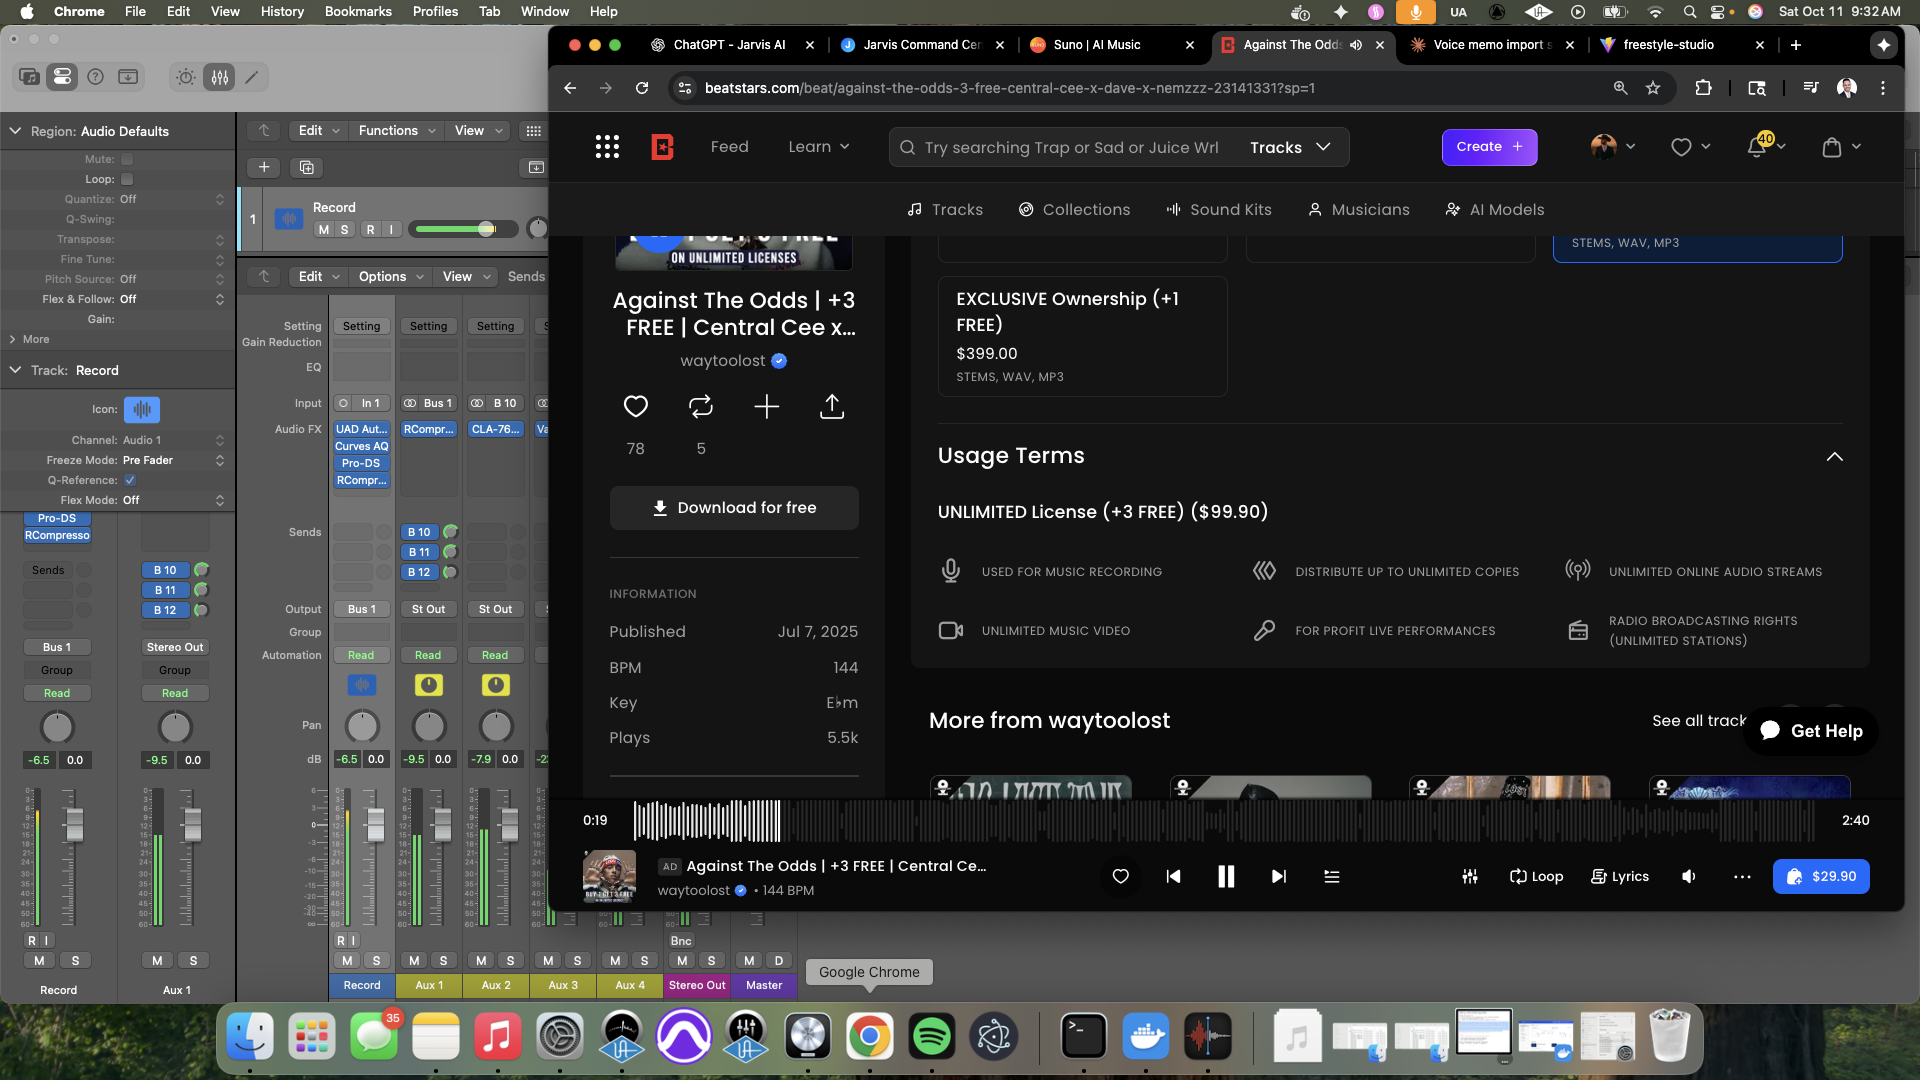 Chrome File Edit View History Bookmarks Profiles Tab Window Help
UA
Sat Oct 11 9:32 AM
ChatGPT - Jarvis AI
Jarvis Command Cen
Suno | AI Music
Against The Odds
Voice memo import s
freestyle-studio
beatstars.com/beat/against-the-odds-3-free-central-cee-x-dave-x-nemzzz-23141331?sp=1
Feed
Learn
Try searching Trap or Sad or Juice Wrl
Tracks
Create +
40
Tracks
Collections
Sound Kits
Musicians
AI Models
ON UNLIMITED LICENSES
Against The Odds | +3
FREE | Central Cee x...
waytoolost
78
5
Download for free
INFORMATION
Published Jul 7, 2025
BPM 144
Key E♭m
Plays 5.5k
STEMS, WAV, MP3
EXCLUSIVE Ownership (+1
FREE)
$399.00
STEMS, WAV, MP3
Usage Terms
UNLIMITED License (+3 FREE) ($99.90)
USED FOR MUSIC RECORDING
DISTRIBUTE UP TO UNLIMITED COPIES
UNLIMITED ONLINE AUDIO STREAMS
UNLIMITED MUSIC VIDEO
FOR PROFIT LIVE PERFORMANCES
RADIO BROADCASTING RIGHTS
(UNLIMITED STATIONS)
More from waytoolost
See all track
Get Help
0:19
2:40
AD Against The Odds | +3 FREE | Central Ce...
waytoolost • 144 BPM
Loop
Lyrics
$29.90
Region: Audio Defaults
Mute:
Loop:
Quantize: Off
Q-Swing:
Transpose:
Fine Tune:
Pitch Source: Off
Flex & Follow: Off
Gain:
More
Track: Record
Icon:
Channel: Audio 1
Freeze Mode: Pre Fader
Q-Reference:
Flex Mode: Off
Pro-DS
RCompresso
Sends
B 10
B 11
B 12
Bus 1
Stereo Out
Group
Group
Read
Read
-6.5 0.0
-9.5 0.0
R I
M S
M S
Record
Aux 1
Edit Functions View
1
Record
M S R I
Edit Options View Sends
Setting
Setting Setting Setting S
Gain Reduction
EQ
Input
In 1 Bus 1 B 10
Audio FX
UAD Aut... RCompr... CLA-76... Va
Curves AQ
Pro-DS
RCompr...
Sends
B 10
B 11
B 12
Output
Bus 1 St Out St Out
Group
Automation
Read Read Read
Pan
dB
-6.5 0.0 -9.5 0.0 -7.9 0.0
R I
Bnc
M S M S M S M S M S M S M D
Record Aux 1 Aux 2 Aux 3 Aux 4 Stereo Out Master
Google Chrome
35